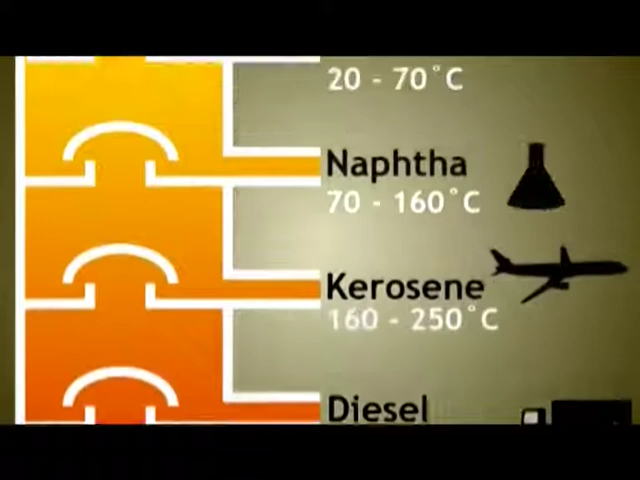 20 - 70°C
Naphtha
70 - 160°C
Kerosene
160 - 250°C
Diesel